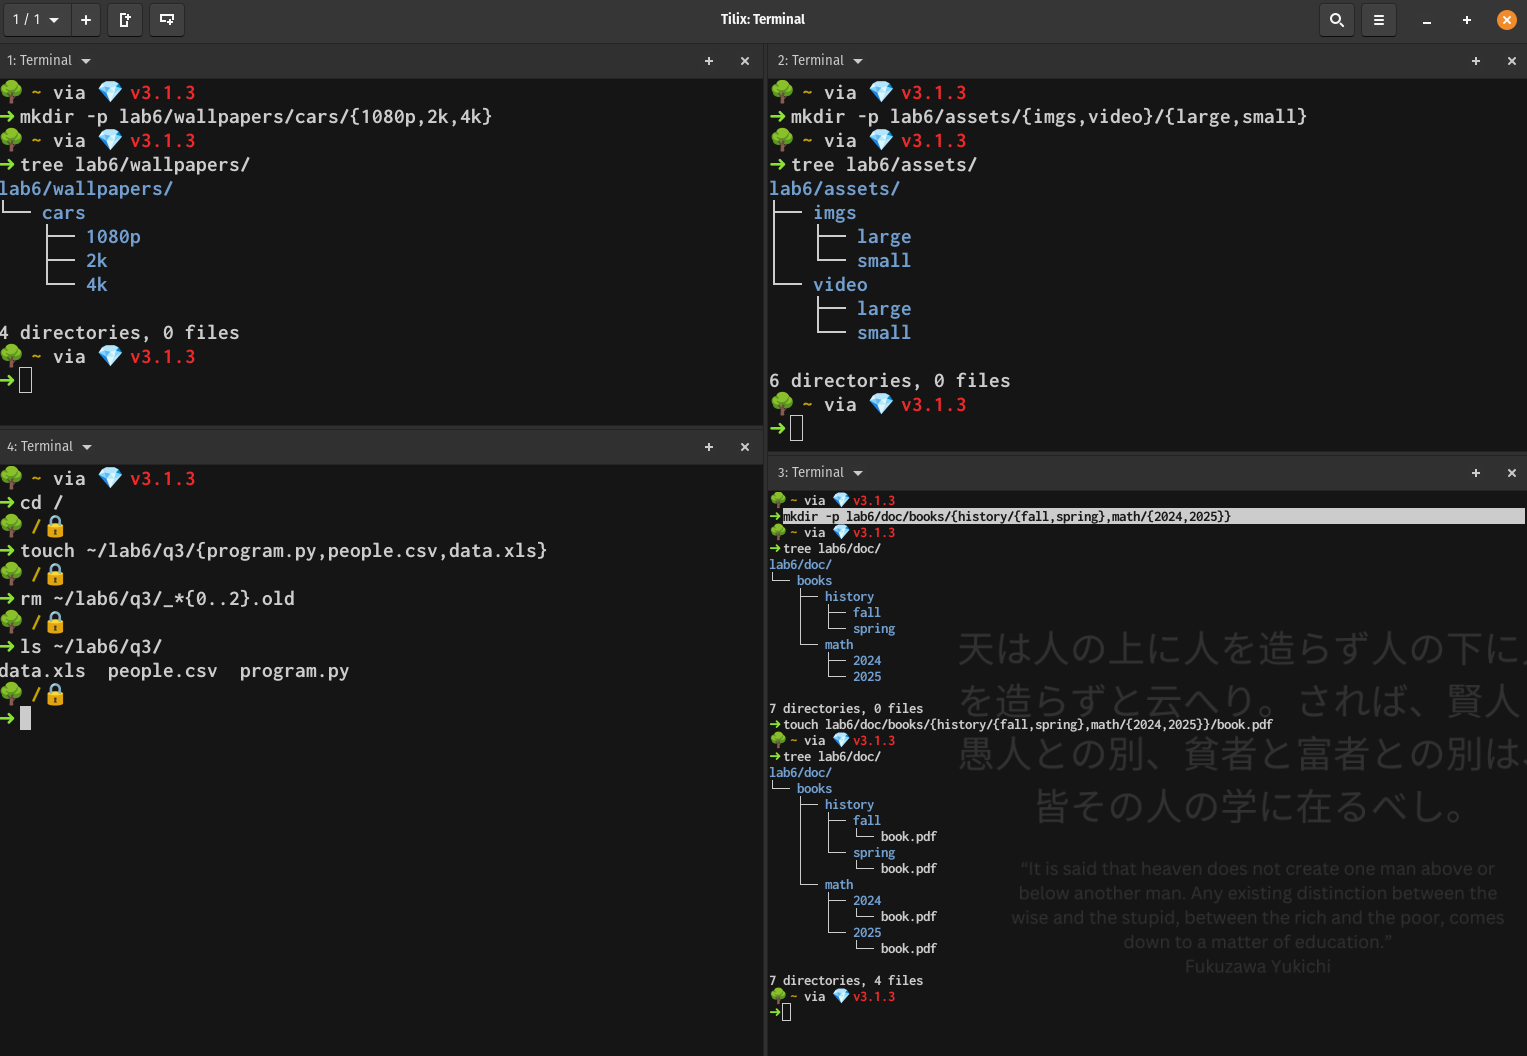 1 / 1
Tilix: Terminal
1: Terminal
~ via v3.1.3
➜ mkdir -p lab6/wallpapers/cars/{1080p,2k,4k}
~ via v3.1.3
➜ tree lab6/wallpapers/
lab6/wallpapers/
└── cars
    ├── 1080p
    ├── 2k
    └── 4k
4 directories, 0 files
~ via v3.1.3
➜
2: Terminal
~ via v3.1.3
➜ mkdir -p lab6/assets/{imgs,video}/{large,small}
~ via v3.1.3
➜ tree lab6/assets/
lab6/assets/
├── imgs
│   ├── large
│   └── small
└── video
    ├── large
    └── small
6 directories, 0 files
~ via v3.1.3
➜
4: Terminal
~ via v3.1.3
➜ cd /
/
➜ touch ~/lab6/q3/{program.py,people.csv,data.xls}
/
➜ rm ~/lab6/q3/_*{0..2}.old
/
➜ ls ~/lab6/q3/
data.xls  people.csv  program.py
/
➜
3: Terminal
~ via v3.1.3
➜ mkdir -p lab6/doc/books/{history/{fall,spring},math/{2024,2025}}
~ via v3.1.3
➜ tree lab6/doc/
lab6/doc/
└── books
    ├── history
    │   ├── fall
    │   └── spring
    └── math
        ├── 2024
        └── 2025
7 directories, 0 files
➜ touch lab6/doc/books/{history/{fall,spring},math/{2024,2025}}/book.pdf
~ via v3.1.3
➜ tree lab6/doc/
lab6/doc/
└── books
    ├── history
    │   ├── fall
    │   │   └── book.pdf
    │   └── spring
    │       └── book.pdf
    └── math
        ├── 2024
        │   └── book.pdf
        └── 2025
            └── book.pdf
7 directories, 4 files
~ via v3.1.3
➜
天は人の上に人を造らず人の下に
を造らずと云へり。されば、賢人
愚人との別、貧者と富者との別は、
皆その人の学に在るべし。
“It is said that heaven does not create one man above or
below another man. Any existing distinction between the
wise and the stupid, between the rich and the poor, comes
down to a matter of education.”
Fukuzawa Yukichi